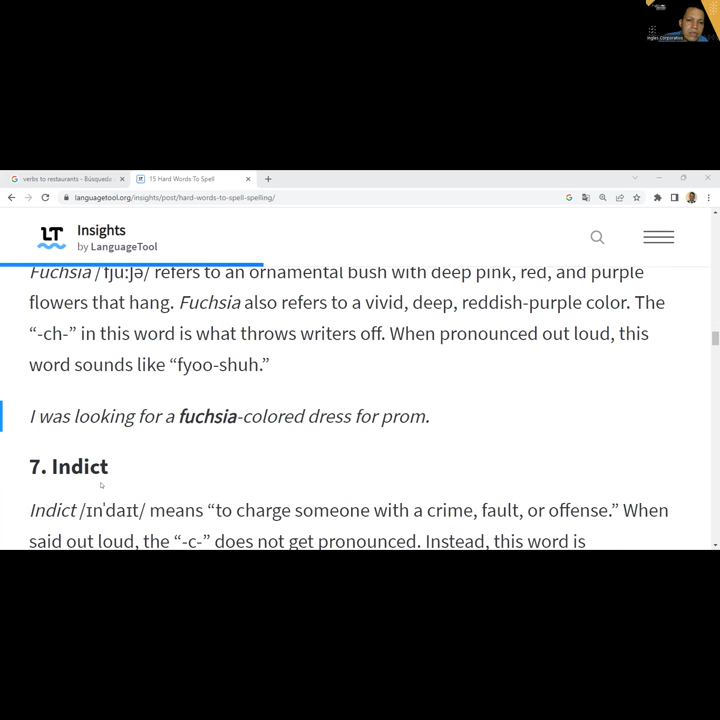 Ingles Corporativo
verbs to restaurants - Búsqueda
15 Hard Words To Spell
languagetool.org/insights/post/hard-words-to-spell-spelling/
LT
Insights
by LanguageTool
Fuchsia /ˈfjuːʃə/ refers to an ornamental bush with deep pink, red, and purple
flowers that hang. Fuchsia also refers to a vivid, deep, reddish-purple color. The
“-ch-” in this word is what throws writers off. When pronounced out loud, this
word sounds like “fyoo-shuh.”
I was looking for a fuchsia-colored dress for prom.
7. Indict
Indict /ɪnˈdaɪt/ means “to charge someone with a crime, fault, or offense.” When
said out loud, the “-c-” does not get pronounced. Instead, this word is